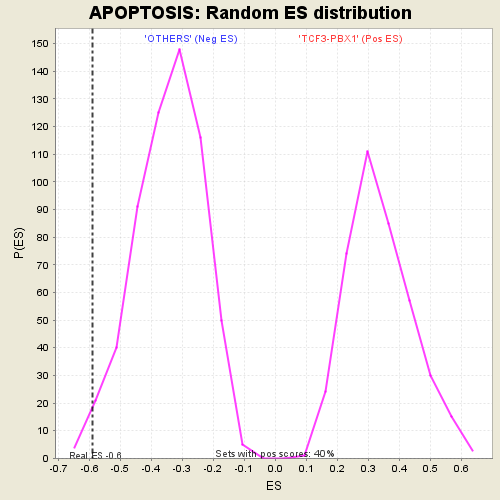 APOPTOSIS: Random ES distribution
'OTHERS' (Neg ES) 'TCF3-PBX1' (Pos ES)
150
140
130
120
110
100
90
80
70
60
50
40
30
20
10
0
P(ES)
Real ES -0.6 Sets with pos scores: 40%
-0.7 -0.6 -0.5 -0.4 -0.3 -0.2 -0.1 0.0 0.1 0.2 0.3 0.4 0.5 0.6
ES